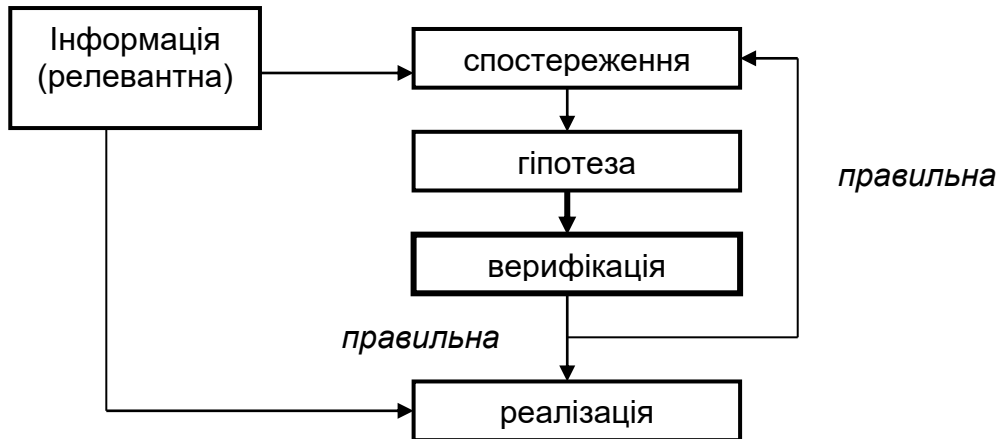 Інформація
(релевантна)
спостереження
гіпотеза
правильна
верифікація
правильна
реалізація